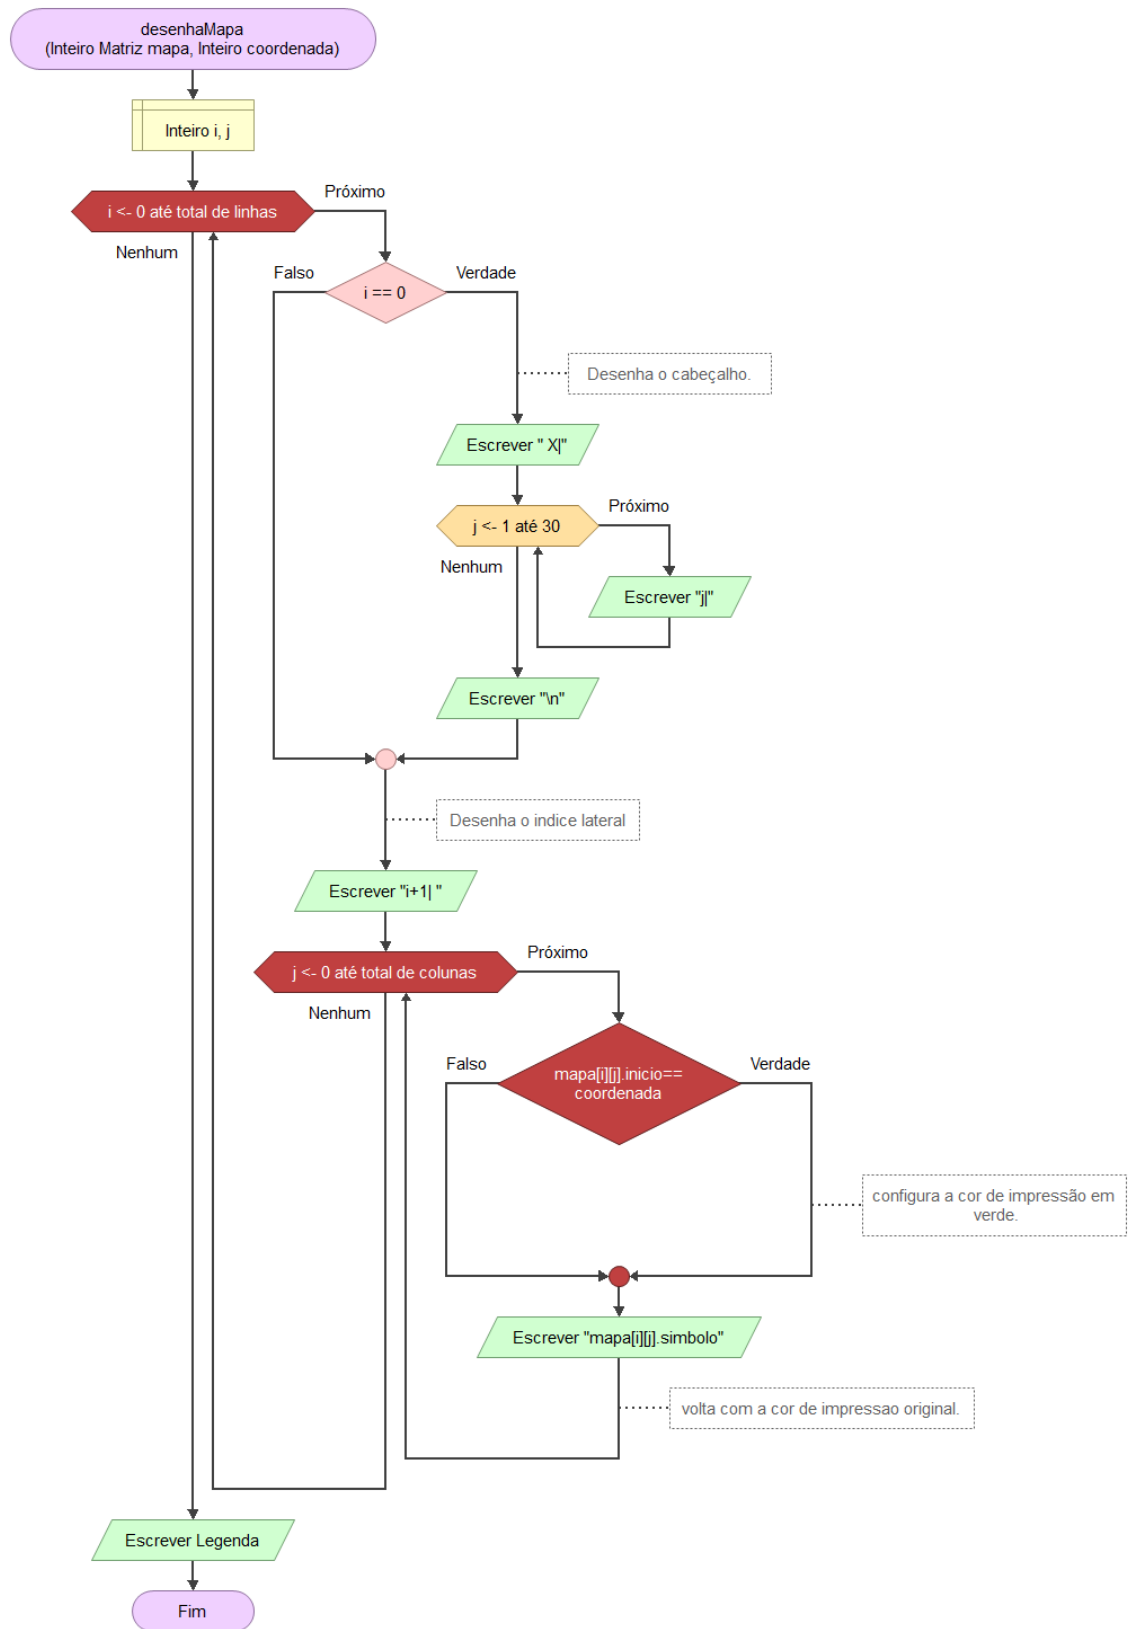 desenhaMapa
(Inteiro Matriz mapa, Inteiro coordenada)
Inteiro i, j
i <- 0 até total de linhas
Próximo
Nenhum
Falso
i == 0
Verdade
Desenha o cabeçalho.
Escrever " X|"
j <- 1 até 30
Próximo
Nenhum
Escrever "j|"
Escrever "\n"
Desenha o indice lateral
Escrever "i+1| "
j <- 0 até total de colunas
Próximo
Nenhum
Falso
mapa[i][j].inicio==
coordenada
Verdade
configura a cor de impressão em
verde.
Escrever "mapa[i][j].simbolo"
volta com a cor de impressao original.
Escrever Legenda
Fim